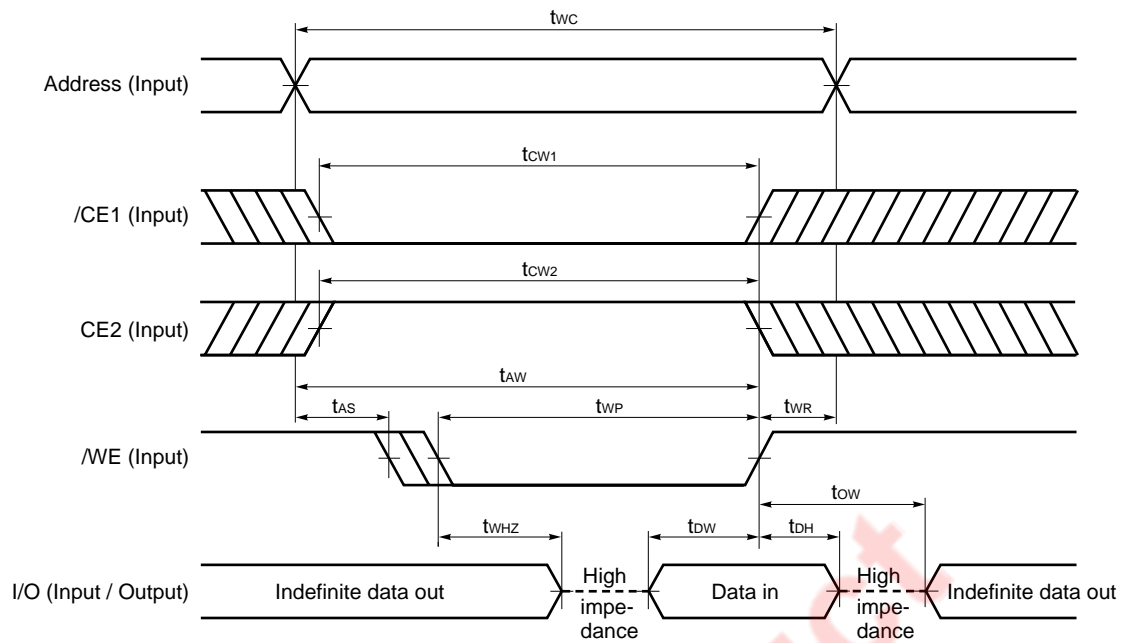 tWC
Address (Input)
tCW1
/CE1 (Input)
tCW2
CE2 (Input)
tAW
tAS
tWP
tWR
/WE (Input)
tOW
tWHZ
tDW
tDH
I/O (Input / Output)
Indefinite data out
High
impe-
dance
Data in
High
impe-
dance
Indefinite data out